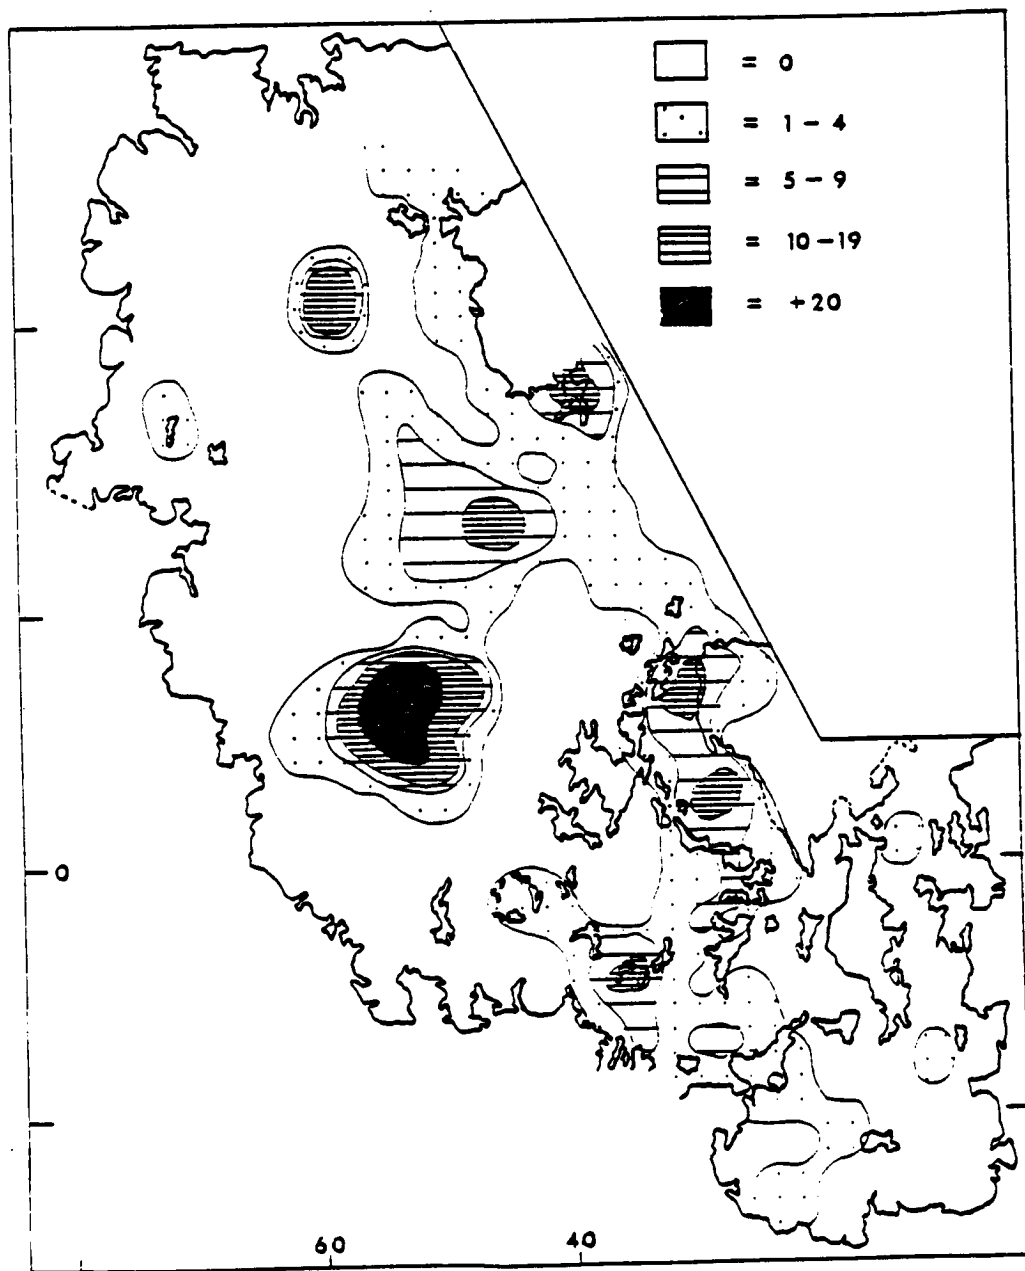 = 0
= 1 – 4
= 5 – 9
= 10 – 19
= +20
0
60
40